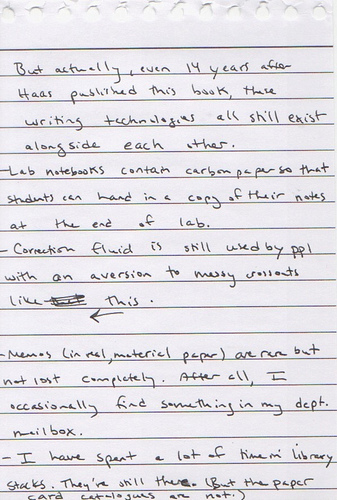 But actually, even 14 years after
Haas published this book, these
writing technologies all still exist
alongside each other.
- Lab notebooks contain carbon paper so that
students can hand in a copy of their notes
at the end of lab.
- Correction fluid is still used by ppl
with an aversion to messy crossouts
like this.
- Memos (in real, material paper) are rare but
not lost completely. After all, I
occasionally find something in my dept.
mailbox.
- I have spent a lot of time in library
stacks. They're still there. (But the paper
card catalogues are not.)